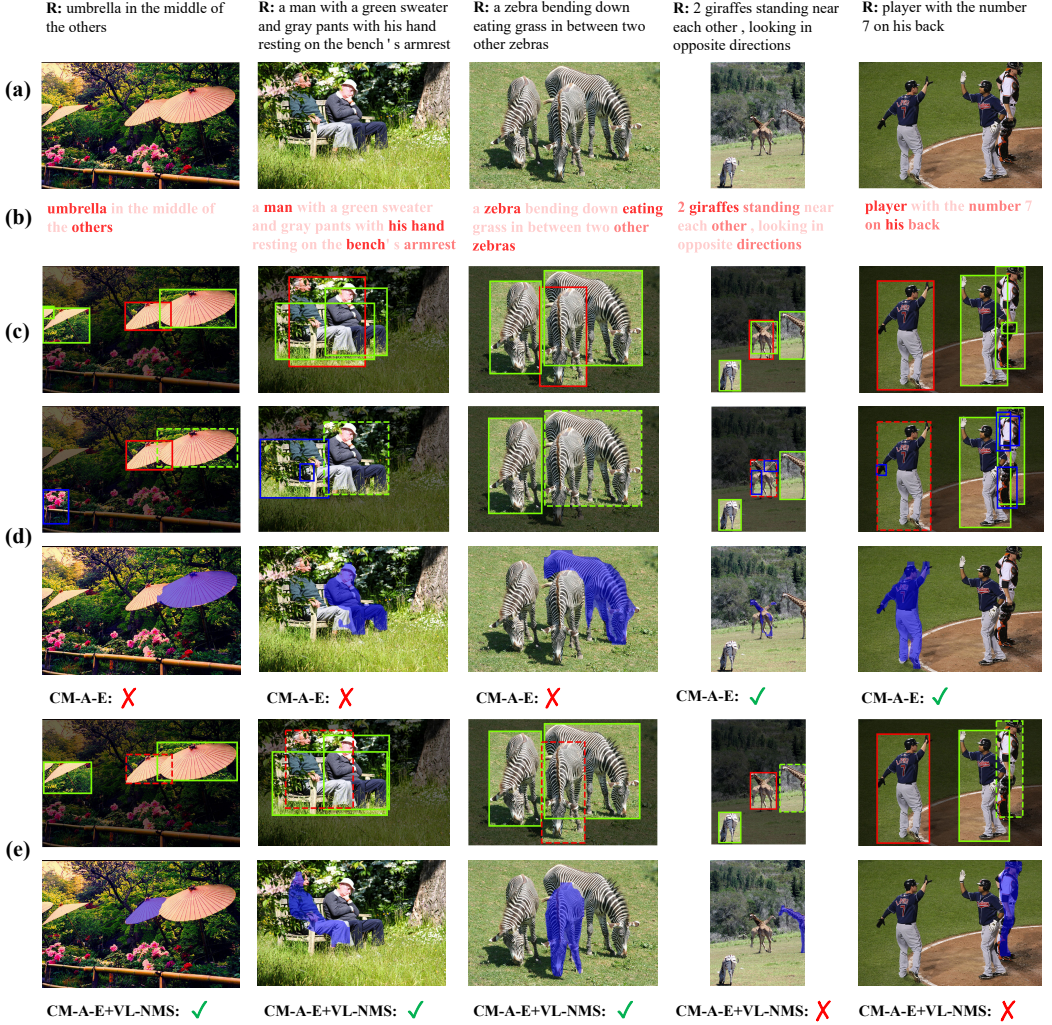 R: umbrella in the middle of
the others
R: a man with a green sweater
and gray pants with his hand
resting on the bench ' s armrest
R: a zebra bending down
eating grass in between two
other zebras
R: 2 giraffes standing near
each other , looking in
opposite directions
R: player with the number
7 on his back
(a)
(b)
umbrella in the middle of
the others
a man with a green sweater
and gray pants with his hand
resting on the bench's armrest
a zebra bending down eating
grass in between two other
zebras
2 giraffes standing near
each other , looking in
opposite directions
player with the number 7
on his back
(c)
(d)
CM-A-E: ✗
CM-A-E: ✗
CM-A-E: ✗
CM-A-E: ✓
CM-A-E: ✓
(e)
CM-A-E+VL-NMS: ✓
CM-A-E+VL-NMS: ✓
CM-A-E+VL-NMS: ✓
CM-A-E+VL-NMS: ✗
CM-A-E+VL-NMS: ✗